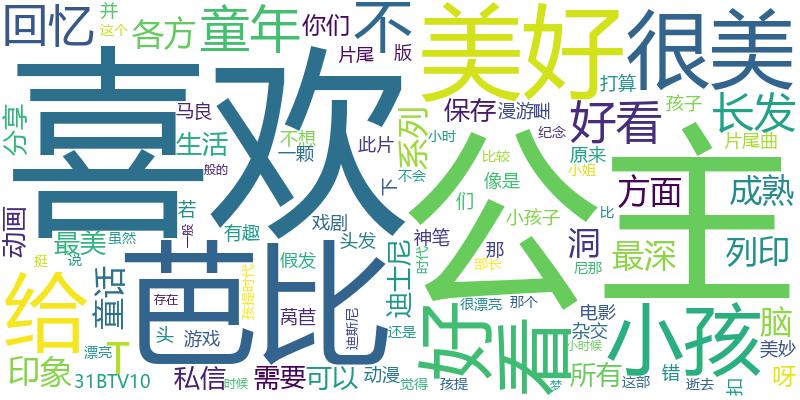 回忆
并
这个
各方
童年
你们
不
片尾
版
美好
很美
喜欢
分享
马良
生活
不想
一颗
此片
系列
下
保存
漫游
小时
好看
打算
孩子
长发
纪念
原来
片尾曲
小姐
比较
公主
像是
们
不会
方面
成熟
小孩子
比
般的
若
一般
有趣
戏剧
头发
神笔
那
洞
最深
列印
尼那
动画
最美
虽然
挺
说
芭比
假发
迪士尼
时代
部长
孩提时代
给
童话
存在
莴苣
很漂亮
那个
电影
杂交
小孩
脑
头
游戏
迪斯尼
还是
好看
小时候
美妙
漂亮
T
印象
31BTV10
私信
时候
需要
可以
动漫
觉得
孩提
梦
所有
这部
错
逝去
扣
呀